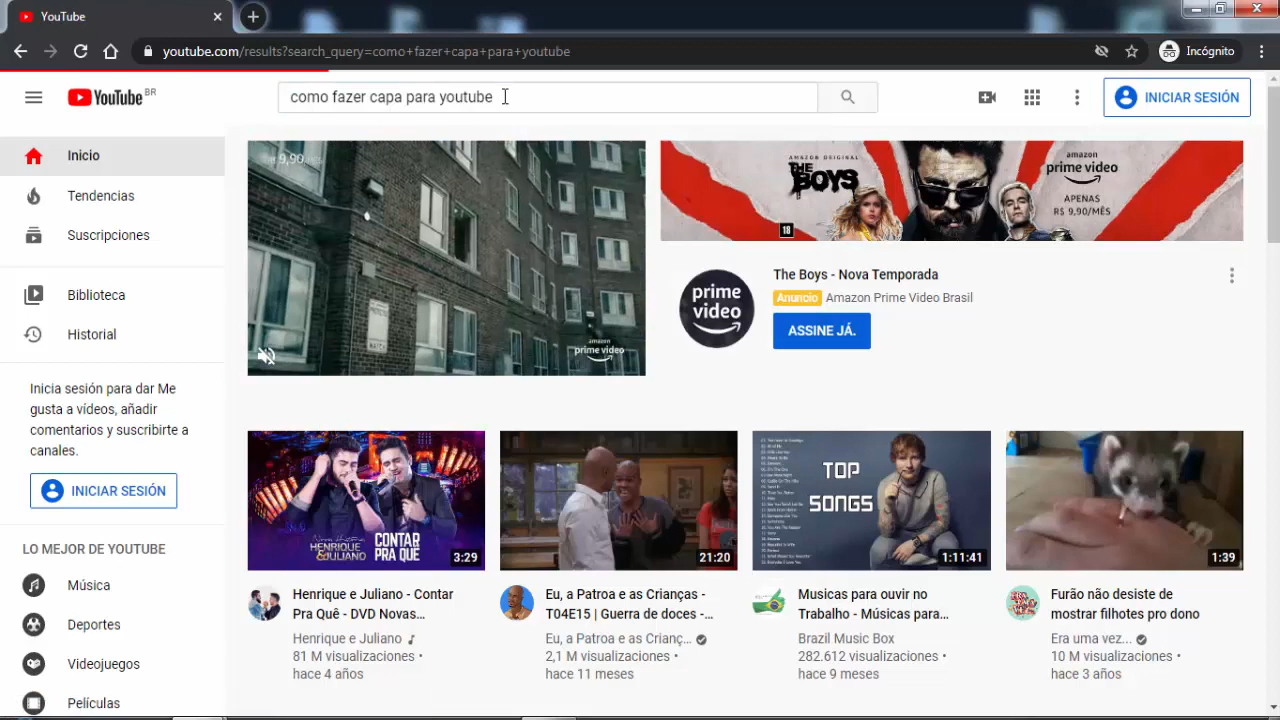 YouTube
youtube.com/results?search_query=como+fazer+capa+para+youtube
Incógnito
YouTube BR
como fazer capa para youtube
INICIAR SESIÓN
Inicio
Tendencias
Suscripciones
Biblioteca
Historial
Inicia sesión para dar Me
gusta a vídeos, añadir
comentarios y suscribirte a
canales.
INICIAR SESIÓN
LO MEJOR DE YOUTUBE
Música
Deportes
Videojuegos
Películas
9,90
prime video
AMAZON ORIGINAL
THE BOYS
18
amazon
prime video
APENAS
R$ 9,90/MÊS
prime
video
The Boys - Nova Temporada
Anuncio Amazon Prime Video Brasil
ASSINE JÁ.
HENRIQUE
&JULIANO
CONTAR
PRA QUÊ
3:29
Henrique e Juliano - Contar
Pra Quê - DVD Novas...
Henrique e Juliano
81 M visualizaciones •
hace 4 años
21:20
Eu, a Patroa e as Crianças -
T04E15 | Guerra de doces -...
Eu, a Patroa e as Crianç...
2,1 M visualizaciones •
hace 11 meses
TOP
SONGS
1:11:41
Musicas para ouvir no
Trabalho - Músicas para...
Brazil Music Box
282.612 visualizaciones •
hace 9 meses
1:39
Furão não desiste de
mostrar filhotes pro dono
Era uma vez...
10 M visualizaciones •
hace 3 años